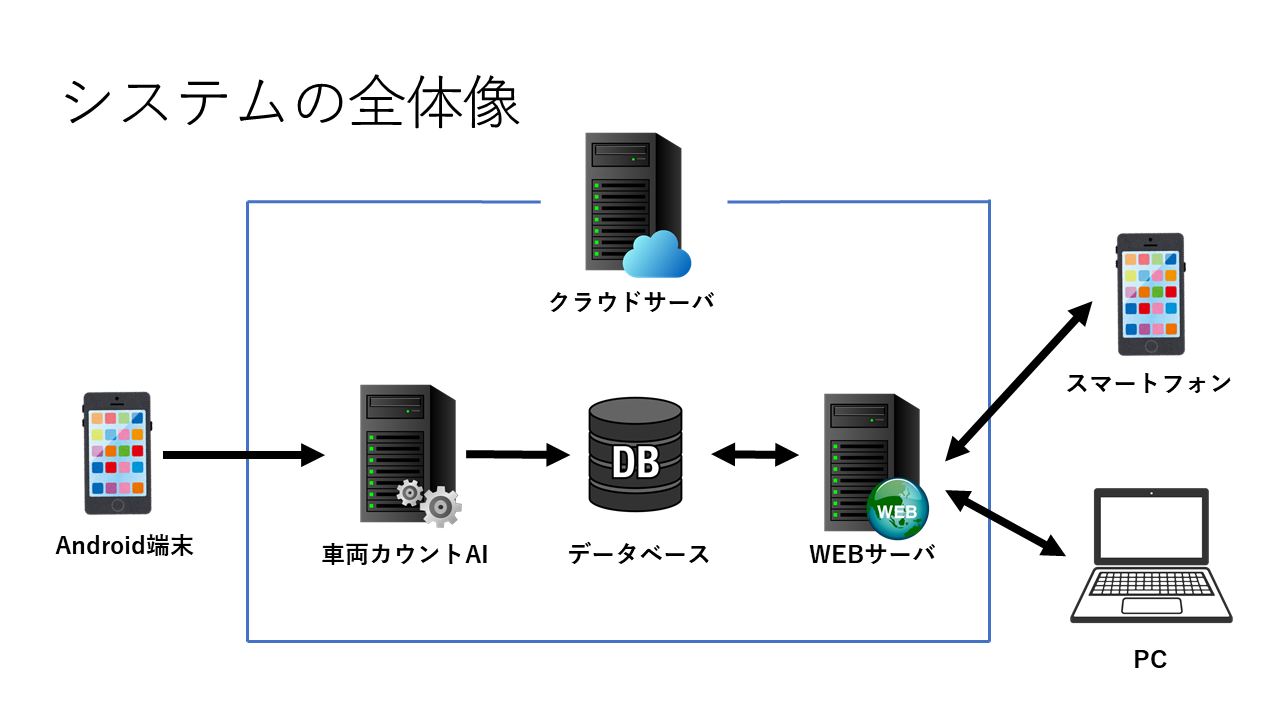 システムの全体像
クラウドサーバ
スマートフォン
DB
WEB
Android端末
車両カウントAI
データベース
WEBサーバ
PC